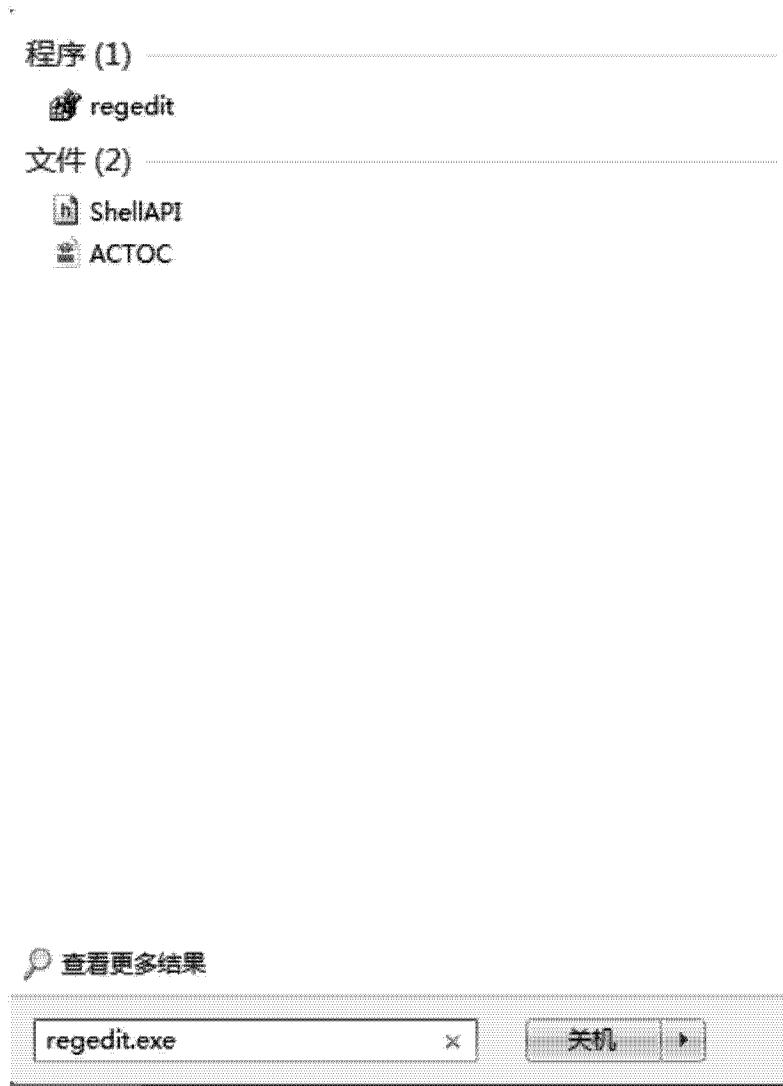 程序 (1)
regedit
文件 (2)
ShellAPI
ACTOC
查看更多结果
regedit.exe
关机